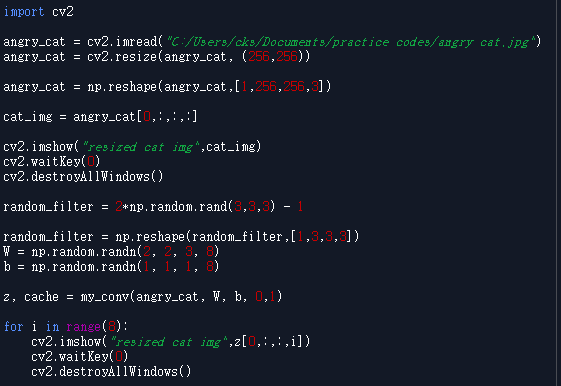 import cv2
angry_cat = cv2.imread("C:/Users/cks/Documents/practice codes/angry cat.jpg")
angry_cat = cv2.resize(angry_cat, (256,256))
angry_cat = np.reshape(angry_cat,[1,256,256,3])
cat_img = angry_cat[0,:,:,:]
cv2.imshow("resized cat img",cat_img)
cv2.waitKey(0)
cv2.destroyAllWindows()
random_filter = 2*np.random.rand(3,3,3) - 1
random_filter = np.reshape(random_filter,[1,3,3,3])
W = np.random.randn(2, 2, 3, 8)
b = np.random.randn(1, 1, 1, 8)
z, cache = my_conv(angry_cat, W, b, 0,1)
for i in range(8):
    cv2.imshow("resized cat img",z[0,:,:,i])
    cv2.waitKey(0)
    cv2.destroyAllWindows()